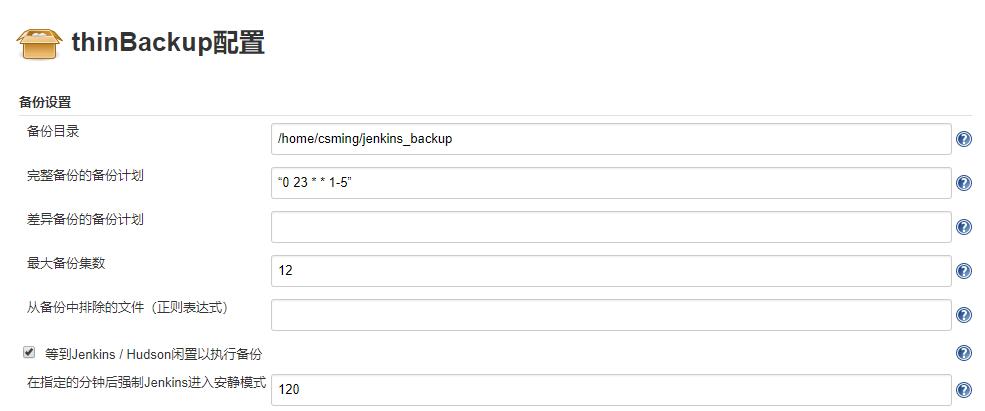 thinBackup配置
备份设置
备份目录 /home/csming/jenkins_backup
完整备份的备份计划 “0 23 * * 1-5”
差异备份的备份计划
最大备份集数 12
从备份中排除的文件（正则表达式）
等到Jenkins / Hudson闲置以执行备份
在指定的分钟后强制Jenkins进入安静模式 120